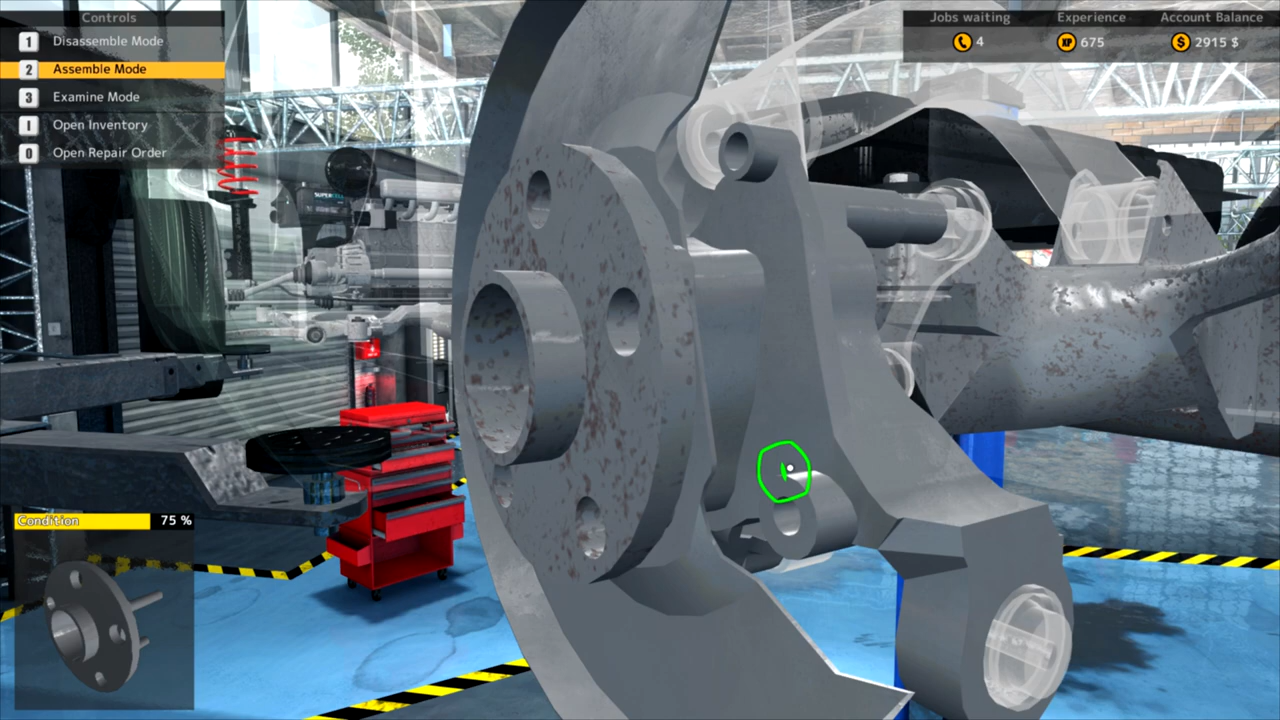 Controls
1 Disassemble Mode
2 Assemble Mode
3 Examine Mode
I Open Inventory
O Open Repair Order
Jobs waiting Experience Account Balance
4 XP 675 $ 2915 $
Condition 75 %